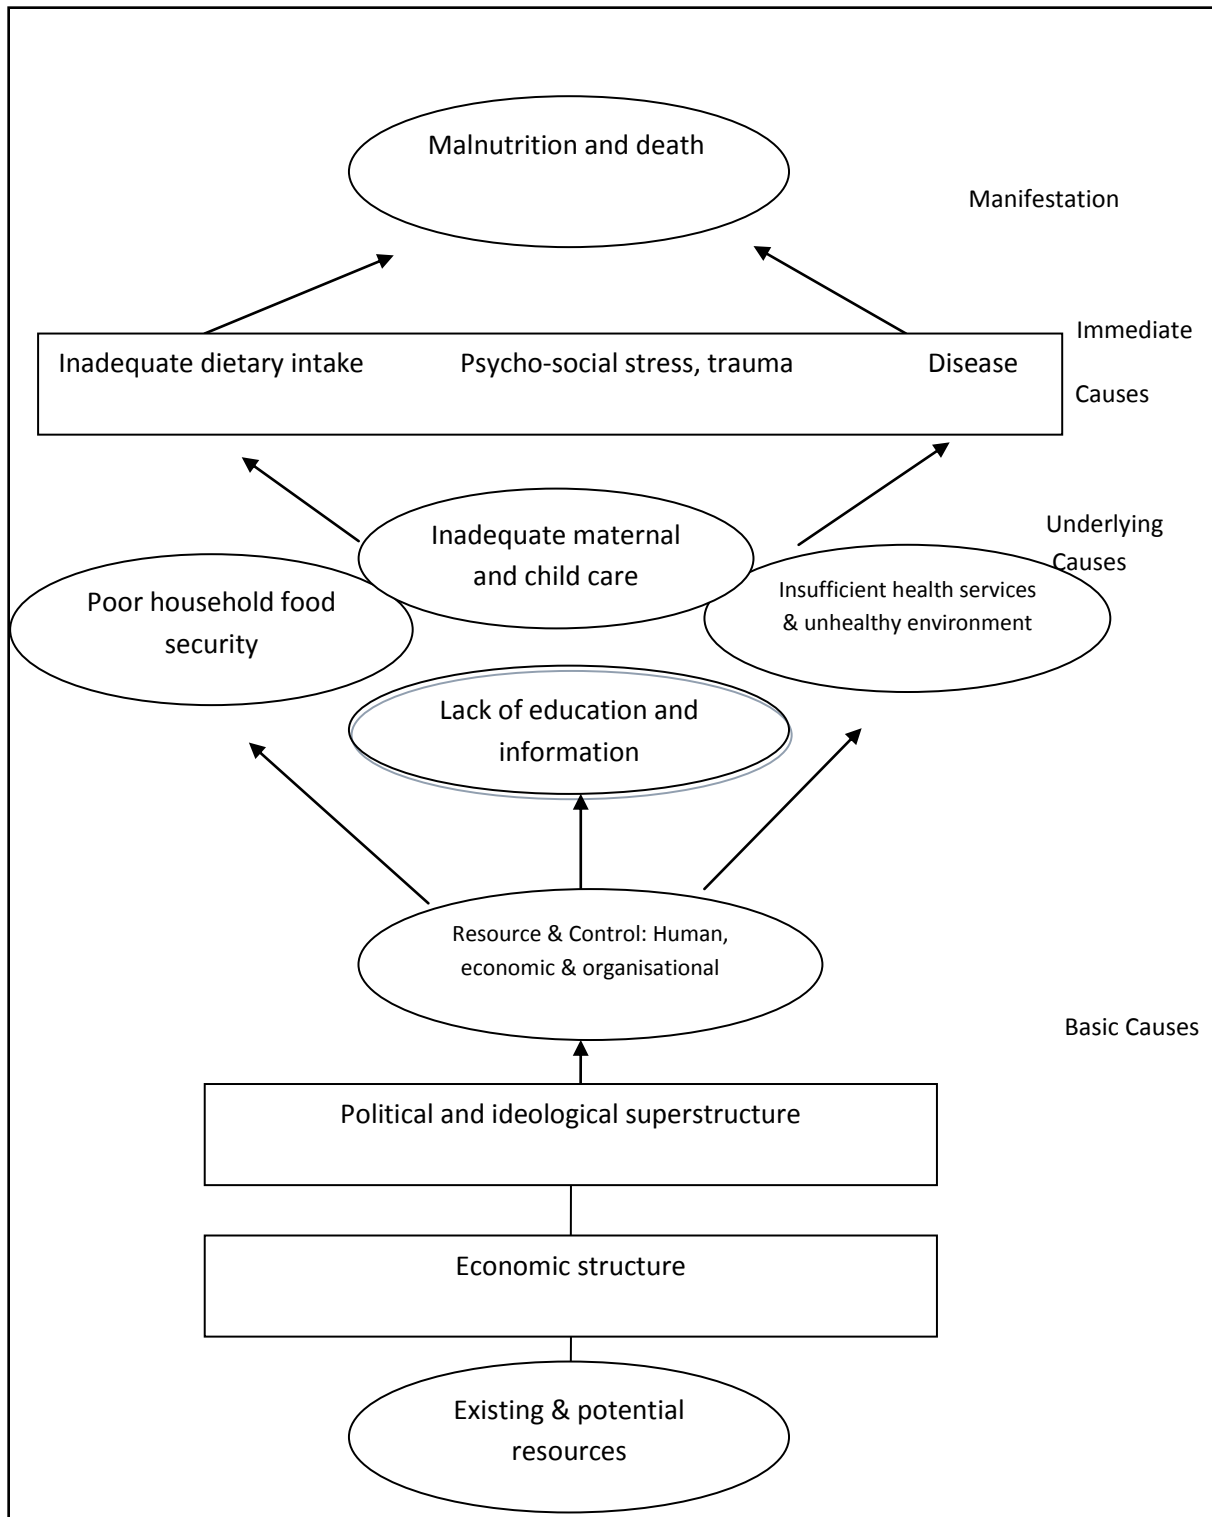 Malnutrition and death
Manifestation
Immediate
Inadequate dietary intake Psycho-social stress, trauma Disease
Causes
Underlying
Causes
Inadequate maternal
and child care
Poor household food
security
Insufficient health services
& unhealthy environment
Lack of education and
information
Resource & Control: Human,
economic & organisational
Basic Causes
Political and ideological superstructure
Economic structure
Existing & potential
resources